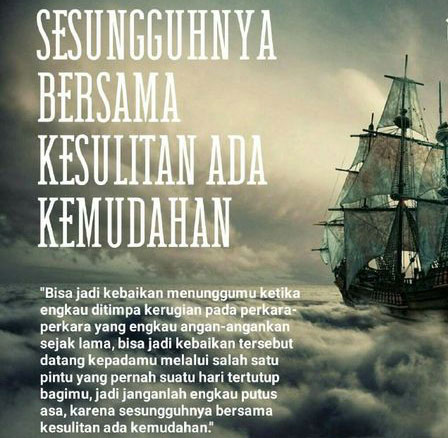 SESUNGGUHNYA
BERSAMA
KESULITAN ADA
KEMUDAHAN
"Bisa jadi kebaikan menunggumu ketika
engkau ditimpa kerugian pada perkara-
perkara yang engkau angan-angankan
sejak lama, bisa jadi kebaikan tersebut
datang kepadamu melalui salah satu
pintu yang pernah suatu hari tertutup
bagimu, jadi janganlah engkau putus
asa, karena sesungguhnya bersama
kesulitan ada kemudahan."